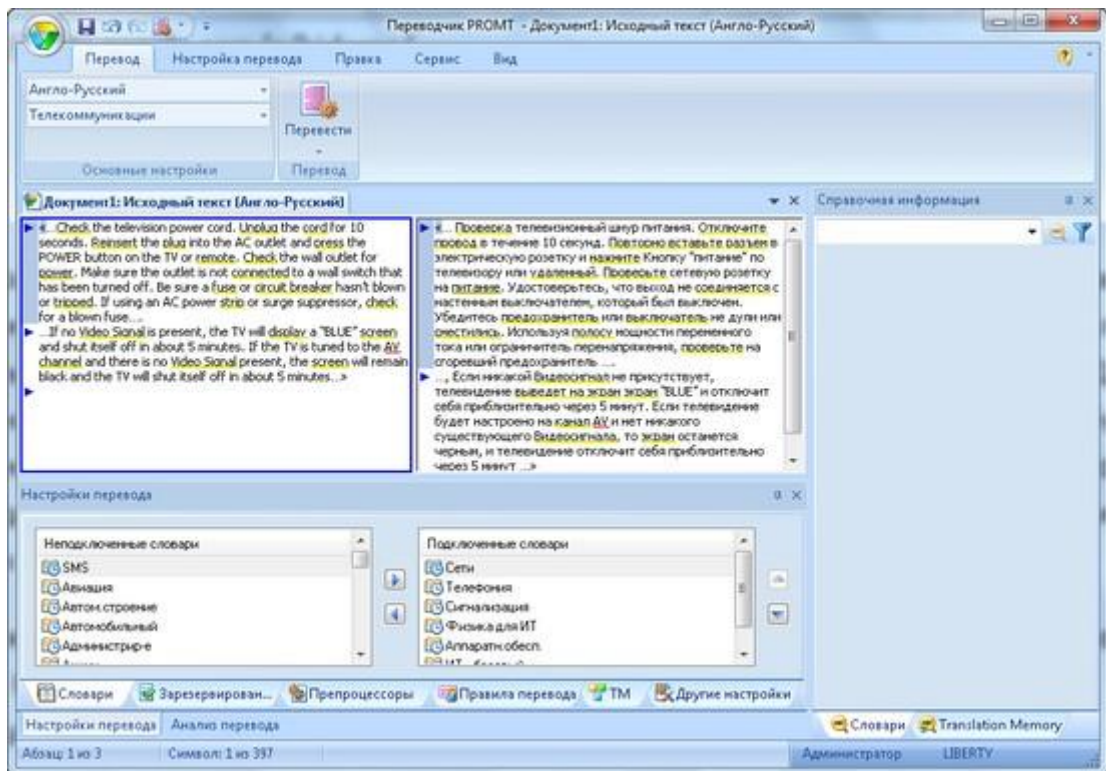 Переводчик PROMT - Документ1: Исходный текст (Англо-Русский)
Перевод Настройка перевода Правка Сервис Вид
Англо-Русский
Телекоммуникации
Перевести
Основные настройки Перевод
Документ1: Исходный текст (Англо-Русский)
«...Check the television power cord. Unplug the cord for 10
seconds. Reinsert the plug into the AC outlet and press the
POWER button on the TV or remote. Check the wall outlet for
power. Make sure the outlet is not connected to a wall switch that
has been turned off. Be sure a fuse or circuit breaker hasn't blown
or tripped. If using an AC power strip or surge suppressor, check
for a blown fuse....
...If no Video Signal is present, the TV will display a "BLUE" screen
and shut itself off in about 5 minutes. If the TV is tuned to the AV
channel and there is no Video Signal present, the screen will remain
black and the TV will shut itself off in about 5 minutes...»
«... Проверка телевизионный шнур питания. Отключите
провод в течение 10 секунд. Повторно вставьте разъем в
электрическую розетку и нажмите Кнопку "питание" по
телевизору или удаленный. Проверьте сетевую розетку
на питание. Удостоверьтесь, что выход не соединяется с
настенным выключателем, который был выключен.
Убедитесь предохранитель или выключатель не дули или
сместились. Используя полосу мощности переменного
тока или ограничитель перенапряжения, проверьте на
сгоревший предохранитель ....
..., Если никакой Видеосигнал не присутствует,
телевидение выведет на экран экран "BLUE" и отключит
себя приблизительно через 5 минут. Если телевидение
будет настроено на канал AV и нет никакого
существующего Видеосигнала, то экран останется
черным, и телевидение отключит себя приблизительно
через 5 минут ...»
Справочная информация
Настройки перевода
Неподключенные словари
SMS
Авиация
Автом.строение
Автомобильный
Администрир-е
Подключенные словари
Сети
Телефония
Сигнализация
Физика для ИТ
Аппаратн.обесп.
Словари Зарезервирован... Препроцессоры Правила перевода TM Другие настройки
Настройки перевода Анализ перевода
Словари Translation Memory
Абзац: 1 из 3 Символ: 1 из 397 Администратор LIBERTY